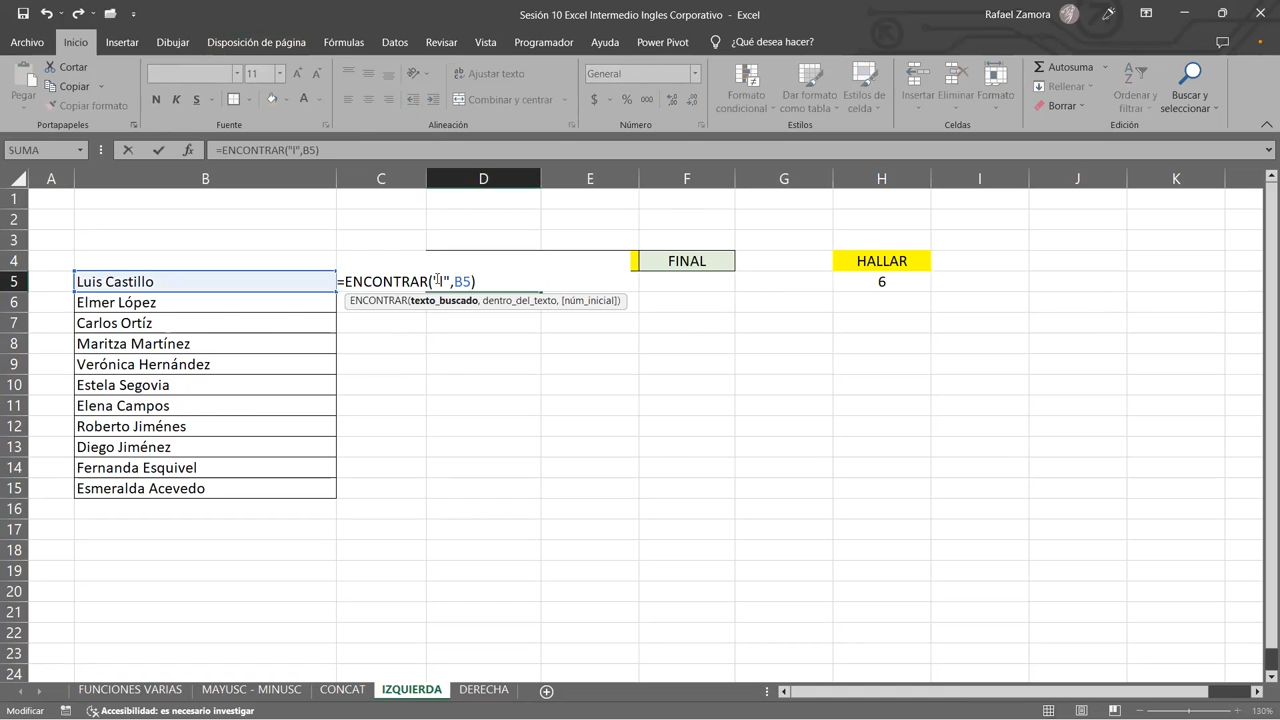 Sesión 10 Excel Intermedio Ingles Corporativo - Excel
Rafael Zamora
Archivo Inicio Insertar Dibujar Disposición de página Fórmulas Datos Revisar Vista Programador Ayuda Power Pivot ¿Qué desea hacer?
Pegar
Cortar
Copiar
Copiar formato
Portapapeles
11
N K S
Fuente
Ajustar texto
Combinar y centrar
Alineación
General
$ % 000
Número
Formato condicional
Dar formato como tabla
Estilos de celda
Estilos
Insertar Eliminar Formato
Celdas
Autosuma
Rellenar
Borrar
Ordenar y filtrar
Buscar y seleccionar
Edición
SUMA
fx
=ENCONTRAR("l",B5)
A B C D E F G H I J K
1
2
3
4 FINAL HALLAR
5 Luis Castillo =ENCONTRAR("l",B5) 6
ENCONTRAR(texto_buscado, dentro_del_texto, [núm_inicial])
6 Elmer López
7 Carlos Ortíz
8 Maritza Martínez
9 Verónica Hernández
10 Estela Segovia
11 Elena Campos
12 Roberto Jiménes
13 Diego Jiménez
14 Fernanda Esquivel
15 Esmeralda Acevedo
16
17
18
19
20
21
22
23
24
FUNCIONES VARIAS MAYUSC - MINUSC CONCAT IZQUIERDA DERECHA
Modificar Accesibilidad: es necesario investigar 130%